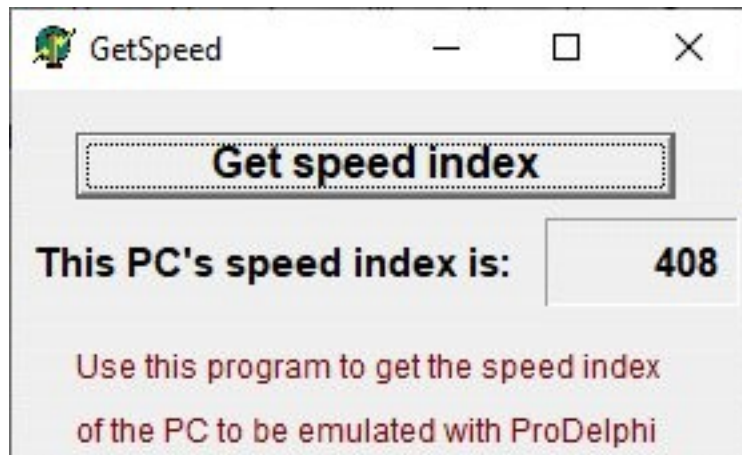 GetSpeed
Get speed index
This PC's speed index is: 408
Use this program to get the speed index
of the PC to be emulated with ProDelphi